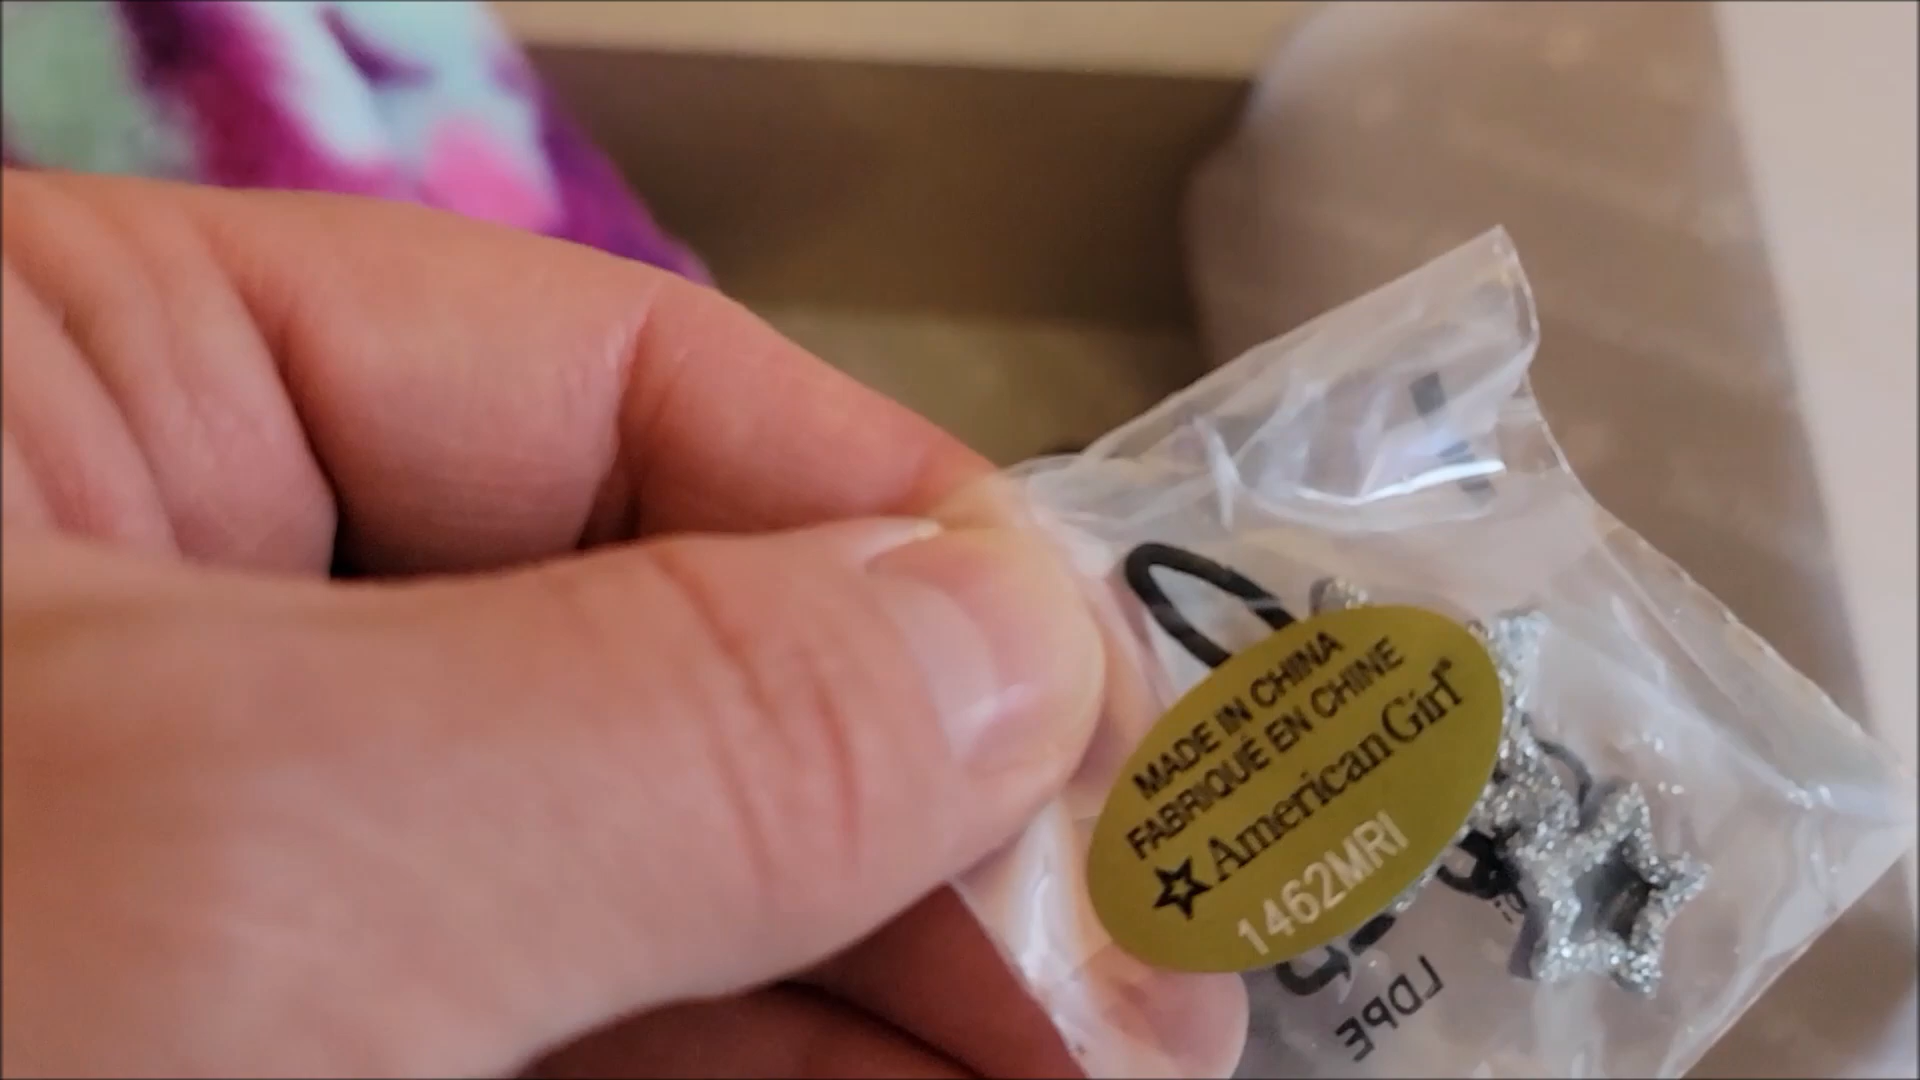 MADE IN CHINA
FABRIQUÉ EN CHINE
American Girl®
1462MRI
LDPE